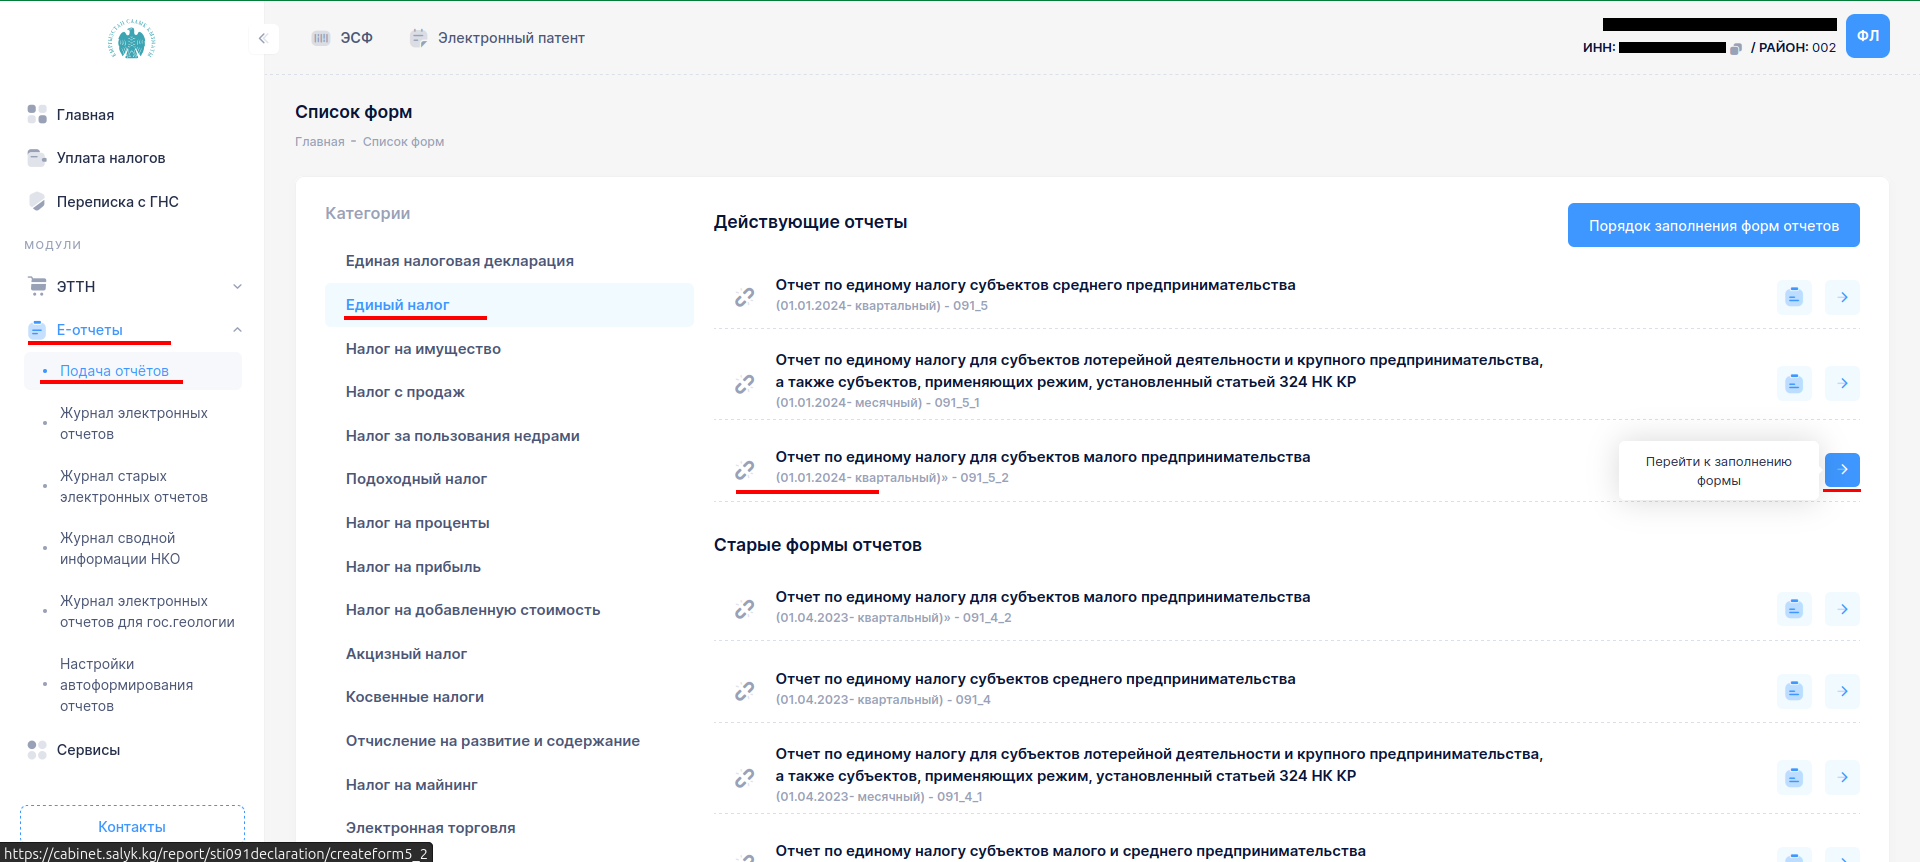 ЭСФ
Электронный патент
ИНН:
/ РАЙОН: 002
ФЛ
Главная
Уплата налогов
Переписка с ГНС
МОДУЛИ
ЭТТН
Е-отчеты
Подача отчётов
Журнал электронных
отчетов
Журнал старых
электронных отчетов
Журнал сводной
информации НКО
Журнал электронных
отчетов для гос.геологии
Настройки
автоформирования
отчетов
Сервисы
Контакты
https://cabinet.salyk.kg/report/sti091declaration/createform5_2
Список форм
Главная - Список форм
Категории
Единая налоговая декларация
Единый налог
Налог на имущество
Налог с продаж
Налог за пользования недрами
Подоходный налог
Налог на проценты
Налог на прибыль
Налог на добавленную стоимость
Акцизный налог
Косвенные налоги
Отчисление на развитие и содержание
Налог на майнинг
Электронная торговля
Действующие отчеты
Порядок заполнения форм отчетов
Отчет по единому налогу субъектов среднего предпринимательства
(01.01.2024- квартальный) - 091_5
Отчет по единому налогу для субъектов лотерейной деятельности и крупного предпринимательства,
а также субъектов, применяющих режим, установленный статьей 324 НК КР
(01.01.2024- месячный) - 091_5_1
Отчет по единому налогу для субъектов малого предпринимательства
(01.01.2024- квартальный)» - 091_5_2
Перейти к заполнению
формы
Старые формы отчетов
Отчет по единому налогу для субъектов малого предпринимательства
(01.04.2023- квартальный)» - 091_4_2
Отчет по единому налогу субъектов среднего предпринимательства
(01.04.2023- квартальный) - 091_4
Отчет по единому налогу для субъектов лотерейной деятельности и крупного предпринимательства,
а также субъектов, применяющих режим, установленный статьей 324 НК КР
(01.04.2023- месячный) - 091_4_1
Отчет по единому налогу субъектов малого и среднего предпринимательства